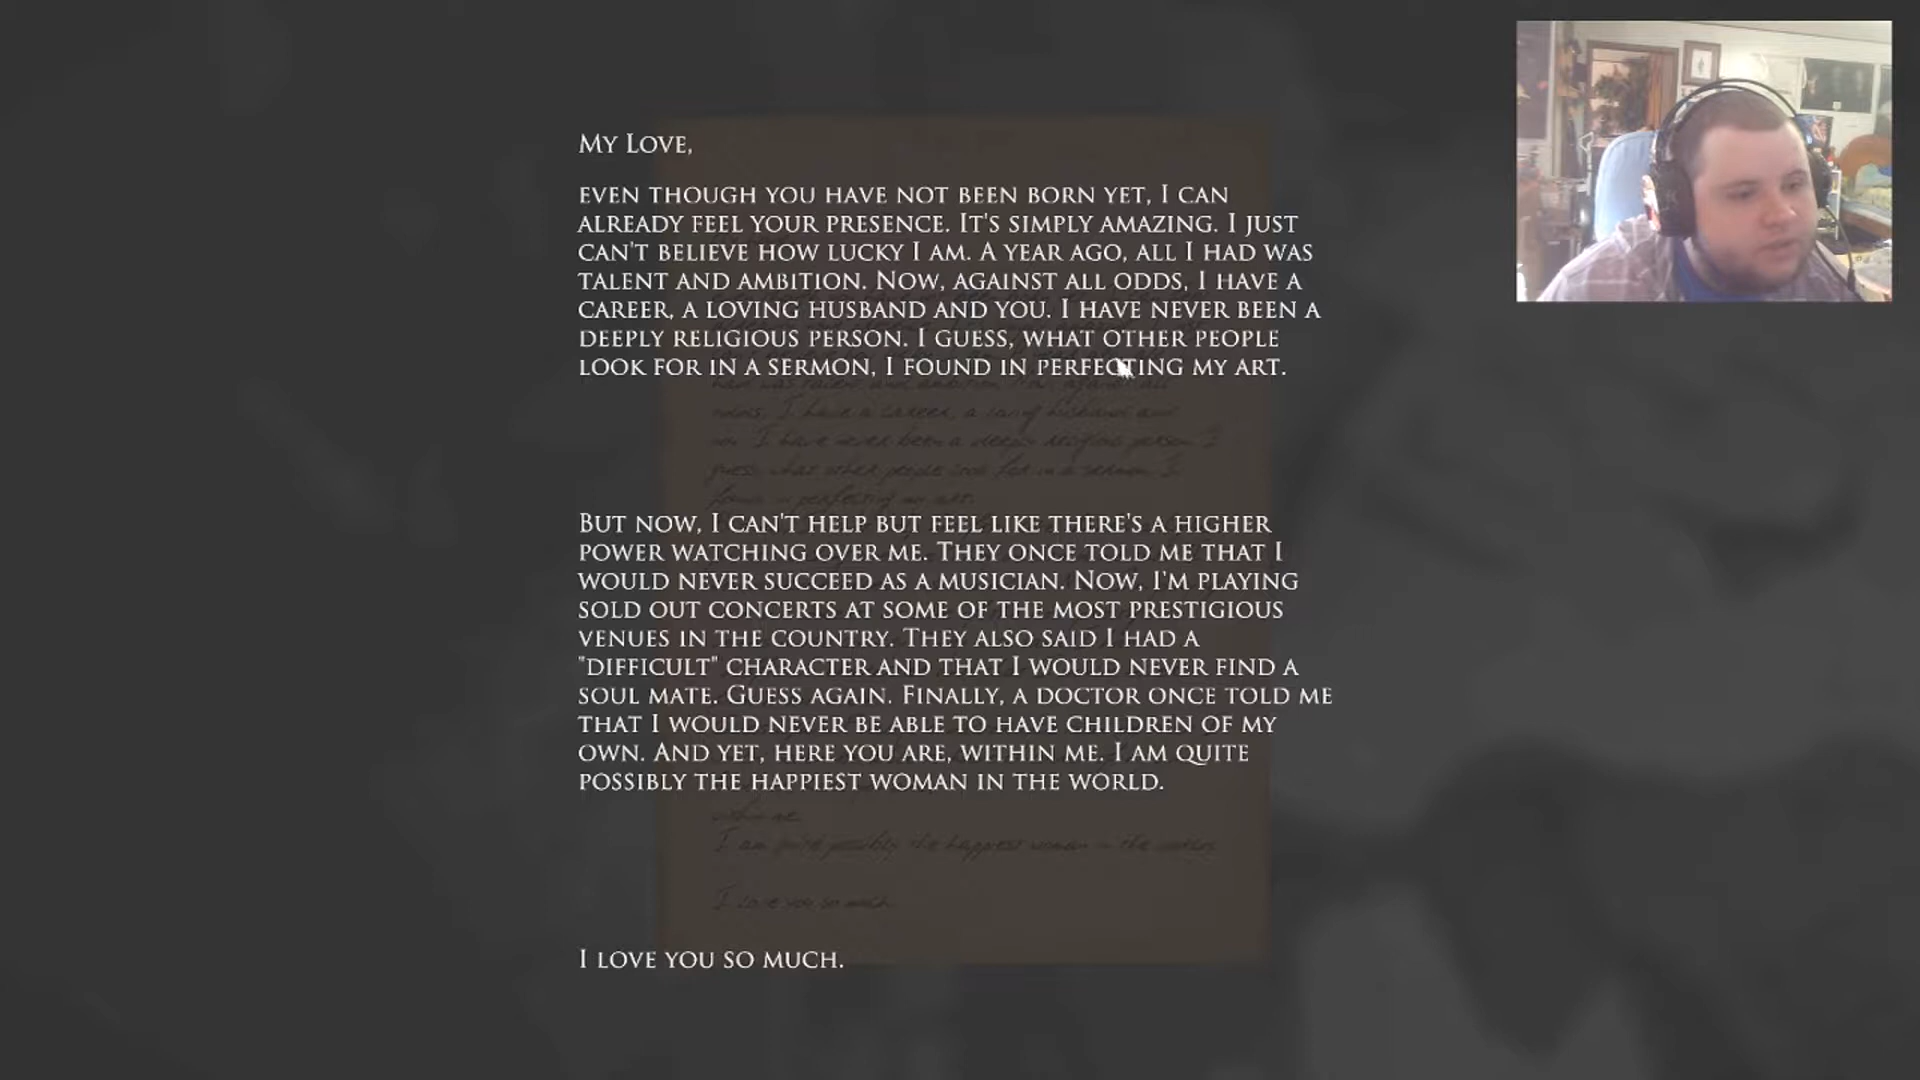 My Love,
even though you have not been born yet, I can
already feel your presence. It's simply amazing. I just
can't believe how lucky I am. A year ago, all I had was
talent and ambition. Now, against all odds, I have a
career, a loving husband and you. I have never been a
deeply religious person. I guess, what other people
look for in a sermon, I found in perfecting my art.
But now, I can't help but feel like there's a higher
power watching over me. They once told me that I
would never succeed as a musician. Now, I'm playing
sold out concerts at some of the most prestigious
venues in the country. They also said I had a
"difficult" character and that I would never find a
soul mate. Guess again. Finally, a doctor once told me
that I would never be able to have children of my
own. And yet, here you are, within me. I am quite
possibly the happiest woman in the world.
I love you so much.